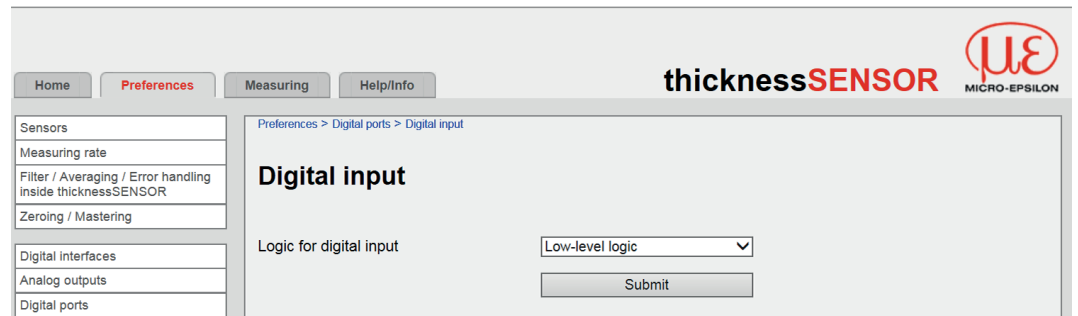 Home
Preferences
Measuring
Help/Info
thicknessSENSOR
με
MICRO-EPSILON
Sensors
Measuring rate
Filter / Averaging / Error handling
inside thicknessSENSOR
Zeroing / Mastering
Digital interfaces
Analog outputs
Digital ports
Preferences > Digital ports > Digital input
Digital input
Logic for digital input
Low-level logic
Submit